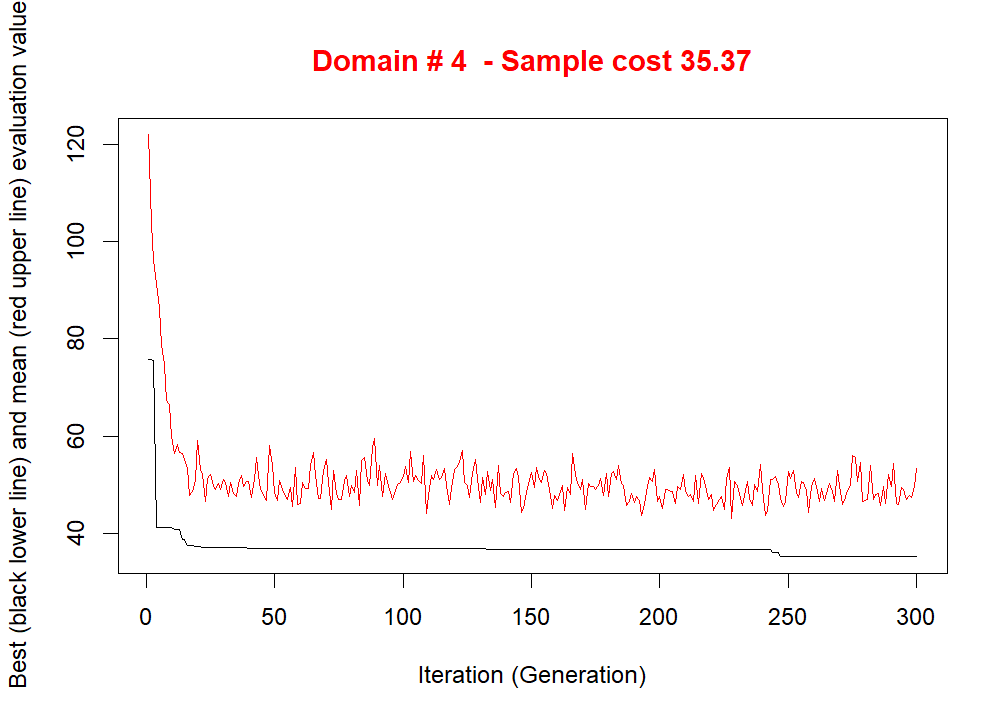 Domain # 4  - Sample cost 35.37
Best (black lower line) and mean (red upper line) evaluation value
120
100
80
60
40
0 50 100 150 200 250 300
Iteration (Generation)